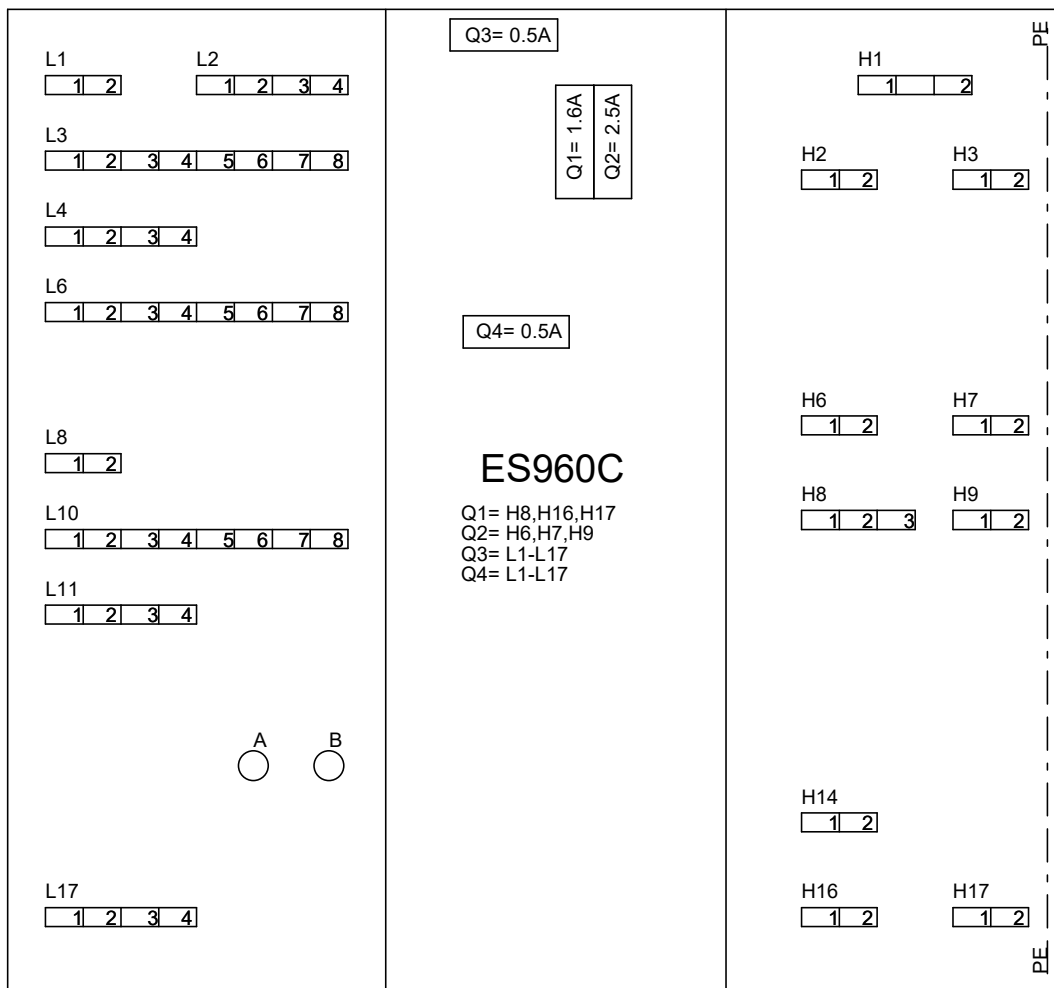 Q3= 0.5A
PE
L1
L2
H1
1 2
1 2 3 4
1 2
Q1= 1.6A
Q2= 2.5A
L3
1 2 3 4 5 6 7 8
H2
H3
1 2
1 2
L4
1 2 3 4
L6
1 2 3 4 5 6 7 8
Q4= 0.5A
H6
H7
1 2
1 2
L8
1 2
ES960C
H8
H9
1 2 3
1 2
Q1= H8,H16,H17
Q2= H6,H7,H9
Q3= L1-L17
Q4= L1-L17
L10
1 2 3 4 5 6 7 8
L11
1 2 3 4
A
B
H14
1 2
L17
1 2 3 4
H16
H17
1 2
1 2
PE